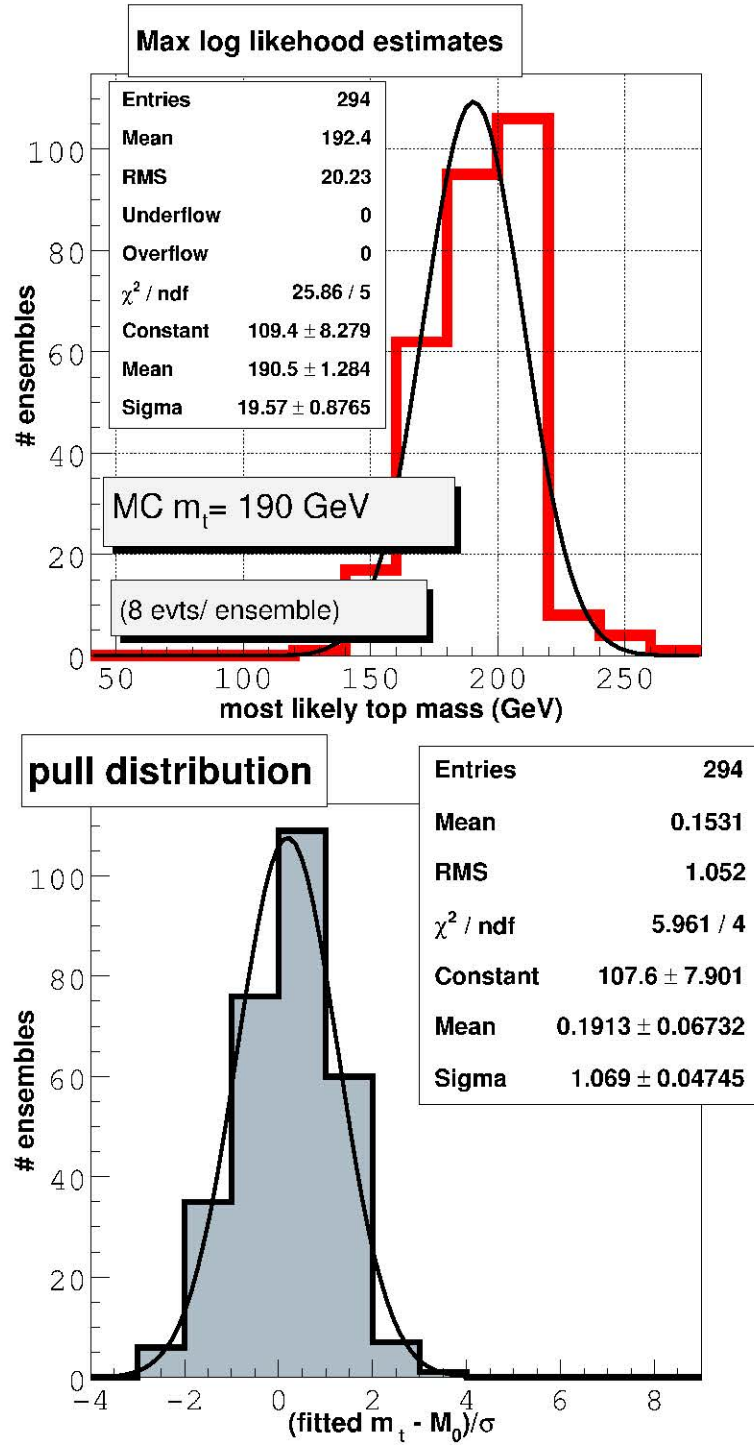 Max log likehood estimates
Entries 294
Mean 192.4
RMS 20.23
Underflow 0
Overflow 0
χ² / ndf 25.86 / 5
Constant 109.4 ± 8.279
Mean 190.5 ± 1.284
Sigma 19.57 ± 0.8765
100
80
60
40
20
0
# ensembles
MC mₜ= 190 GeV
(8 evts/ ensemble)
50 100 150 200 250
most likely top mass (GeV)
pull distribution
Entries 294
Mean 0.1531
RMS 1.052
χ² / ndf 5.961 / 4
Constant 107.6 ± 7.901
Mean 0.1913 ± 0.06732
Sigma 1.069 ± 0.04745
100
80
60
40
20
0
# ensembles
-4 -2 0 2 4 6 8
(fitted mₜ - M₀)/σ